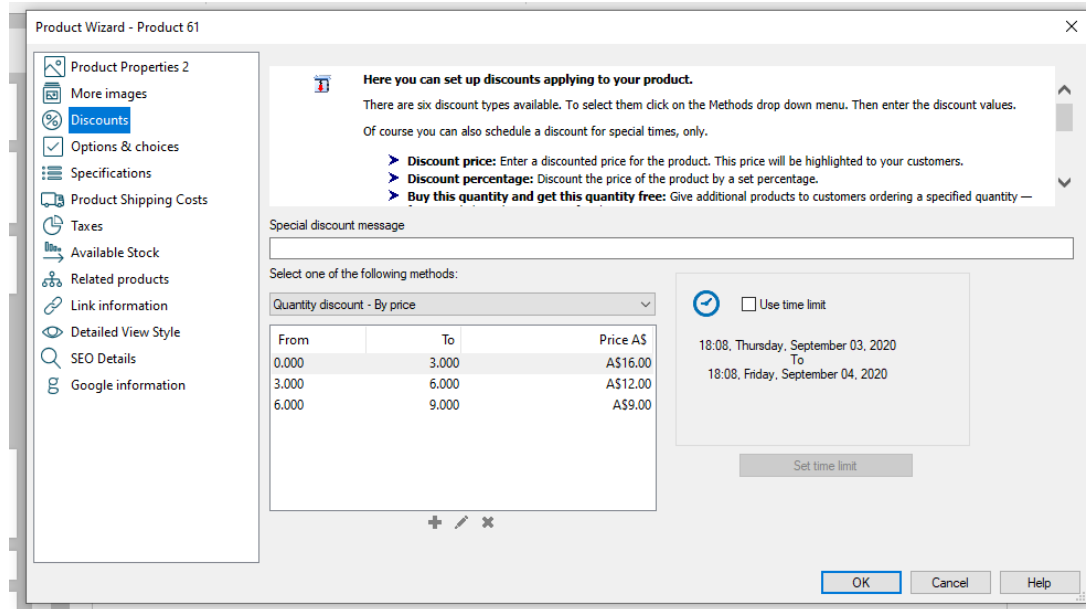 Product Wizard - Product 61
Product Properties 2
More images
Discounts
Options & choices
Specifications
Product Shipping Costs
Taxes
Available Stock
Related products
Link information
Detailed View Style
SEO Details
Google information
Here you can set up discounts applying to your product.
There are six discount types available. To select them click on the Methods drop down menu. Then enter the discount values.
Of course you can also schedule a discount for special times, only.
Discount price: Enter a discounted price for the product. This price will be highlighted to your customers.
Discount percentage: Discount the price of the product by a set percentage.
Buy this quantity and get this quantity free: Give additional products to customers ordering a specified quantity —
Special discount message
Select one of the following methods:
Quantity discount - By price
From To Price A$
0.000 3.000 A$16.00
3.000 6.000 A$12.00
6.000 9.000 A$9.00
Use time limit
18:08, Thursday, September 03, 2020
To
18:08, Friday, September 04, 2020
Set time limit
OK Cancel Help